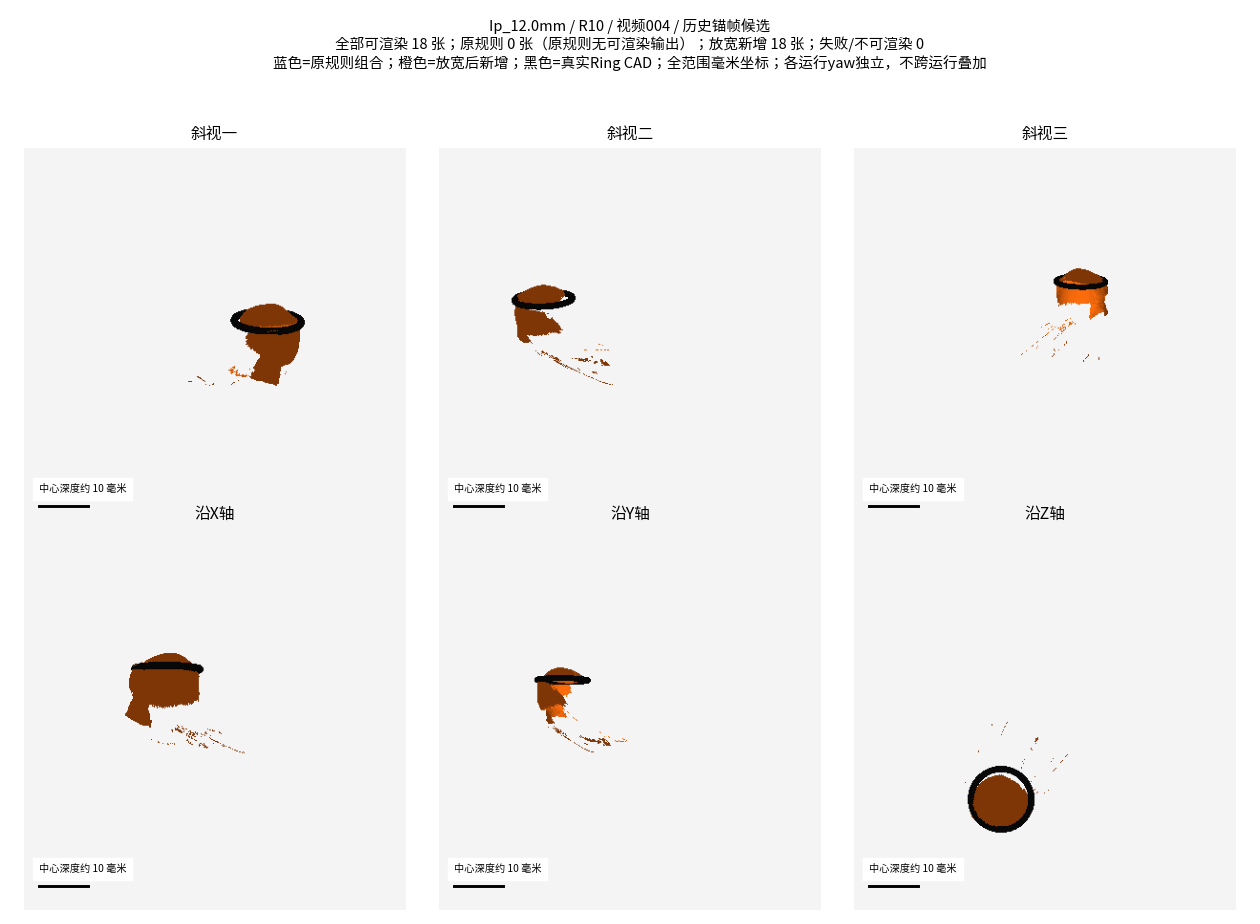 Ip_12.0mm / R10 / 视频004 / 历史锚帧候选
全部可渲染 18 张；原规则 0 张（原规则无可渲染输出）；放宽新增 18 张；失败/不可渲染 0
蓝色=原规则组合；橙色=放宽后新增；黑色=真实Ring CAD；全范围毫米坐标；各运行yaw独立，不跨运行叠加
斜视一
斜视二
斜视三
中心深度约 10 毫米
中心深度约 10 毫米
中心深度约 10 毫米
沿X轴
沿Y轴
沿Z轴
中心深度约 10 毫米
中心深度约 10 毫米
中心深度约 10 毫米